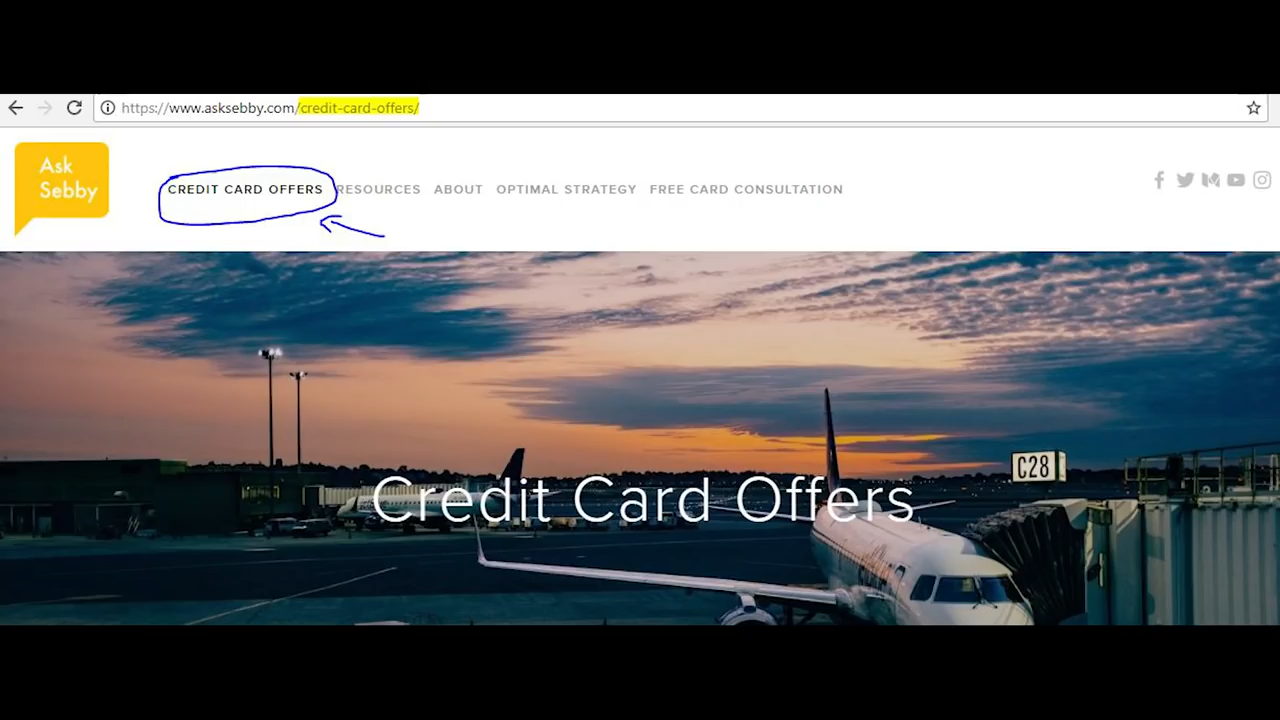 https://www.asksebby.com/credit-card-offers/
Ask
Sebby
CREDIT CARD OFFERS RESOURCES ABOUT OPTIMAL STRATEGY FREE CARD CONSULTATION
C28
Credit Card Offers